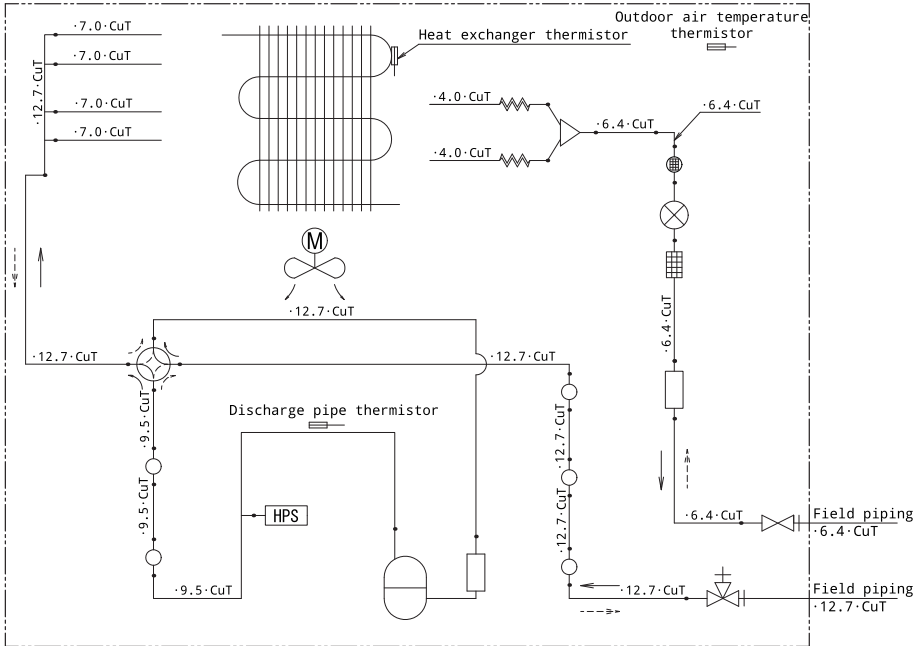 Outdoor air temperature
thermistor
·7.0·CuT
Heat exchanger thermistor
·7.0·CuT
·12.7·CuT
·4.0·CuT
·6.4·CuT
·7.0·CuT
·6.4·CuT
·7.0·CuT
·4.0·CuT
M
·12.7·CuT
·6.4·CuT
·12.7·CuT
·12.7·CuT
·9.5·CuT
Discharge pipe thermistor
·12.7·CuT
·9.5·CuT
HPS
·12.7·CuT
·6.4·CuT
Field piping
·6.4·CuT
·9.5·CuT
·12.7·CuT
Field piping
·12.7·CuT